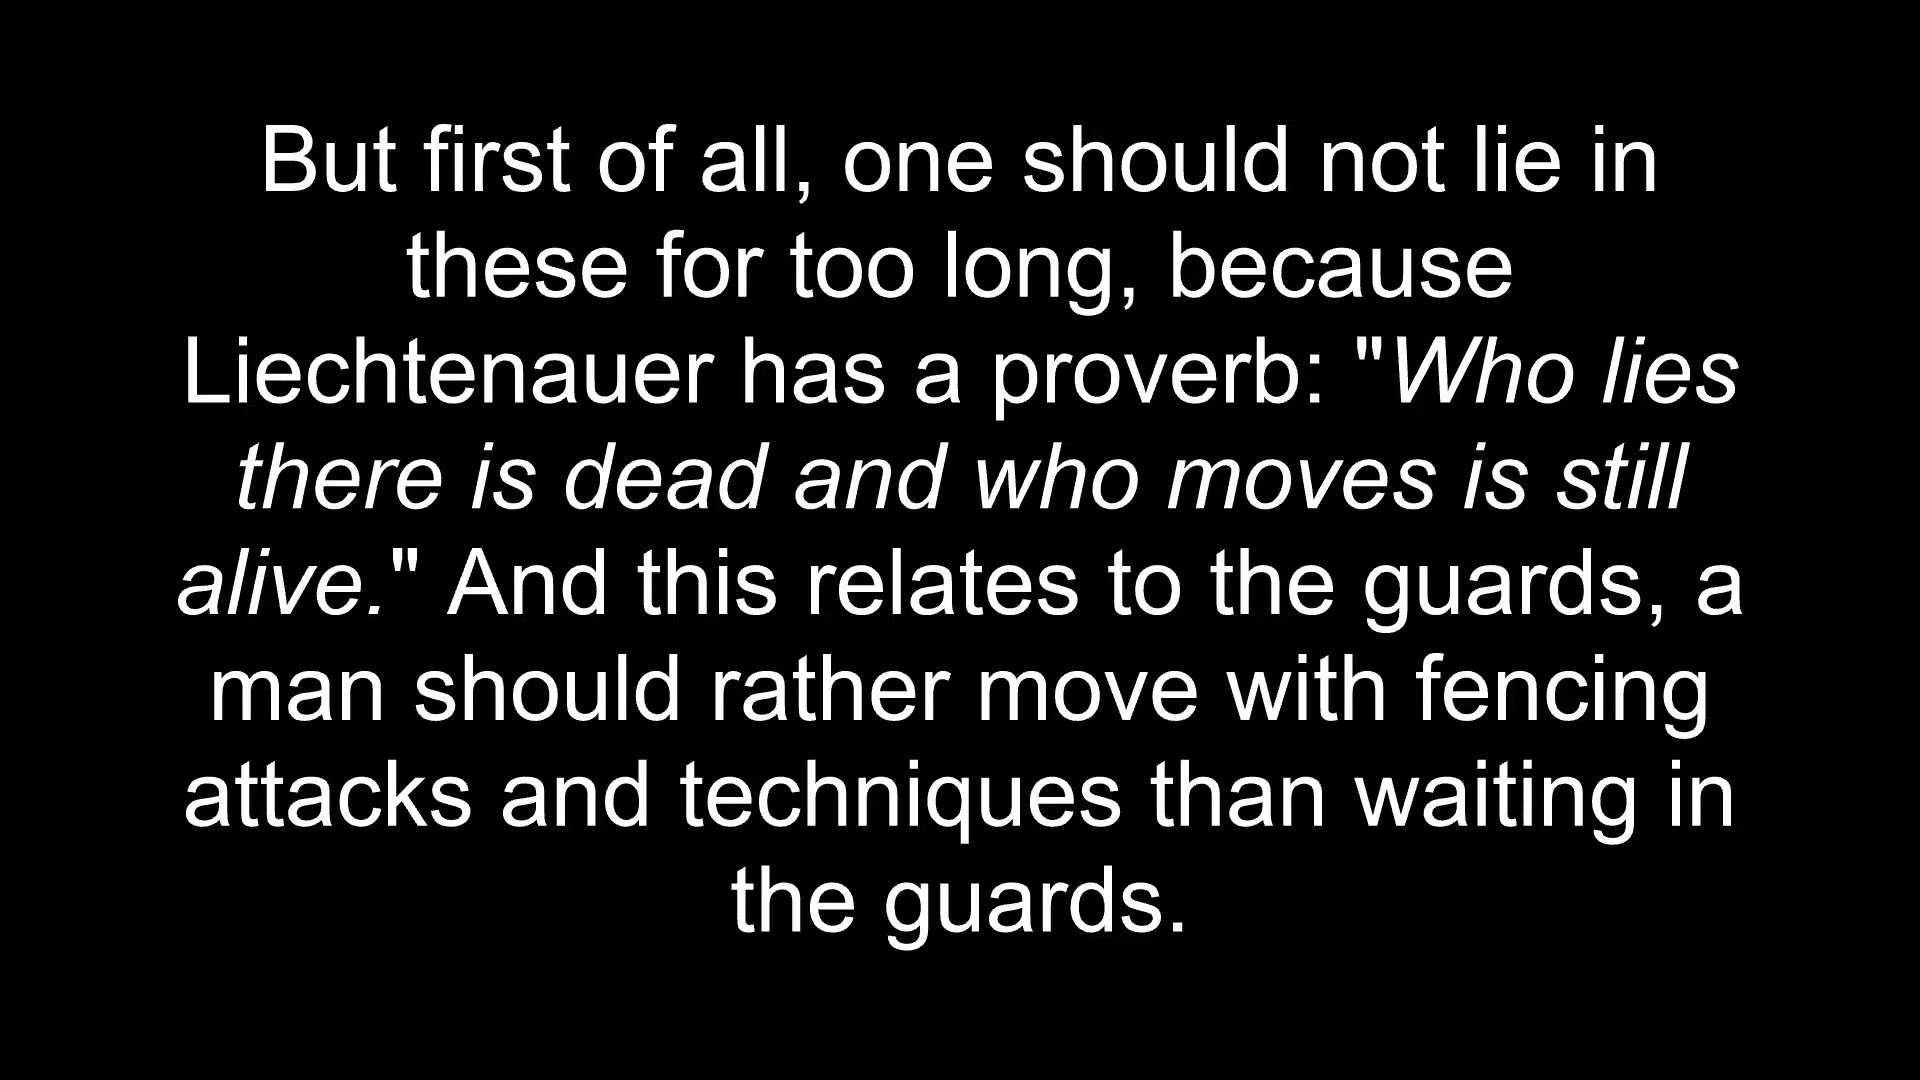 But first of all, one should not lie in
these for too long, because
Liechtenauer has a proverb: "Who lies
there is dead and who moves is still
alive." And this relates to the guards, a
man should rather move with fencing
attacks and techniques than waiting in
the guards.